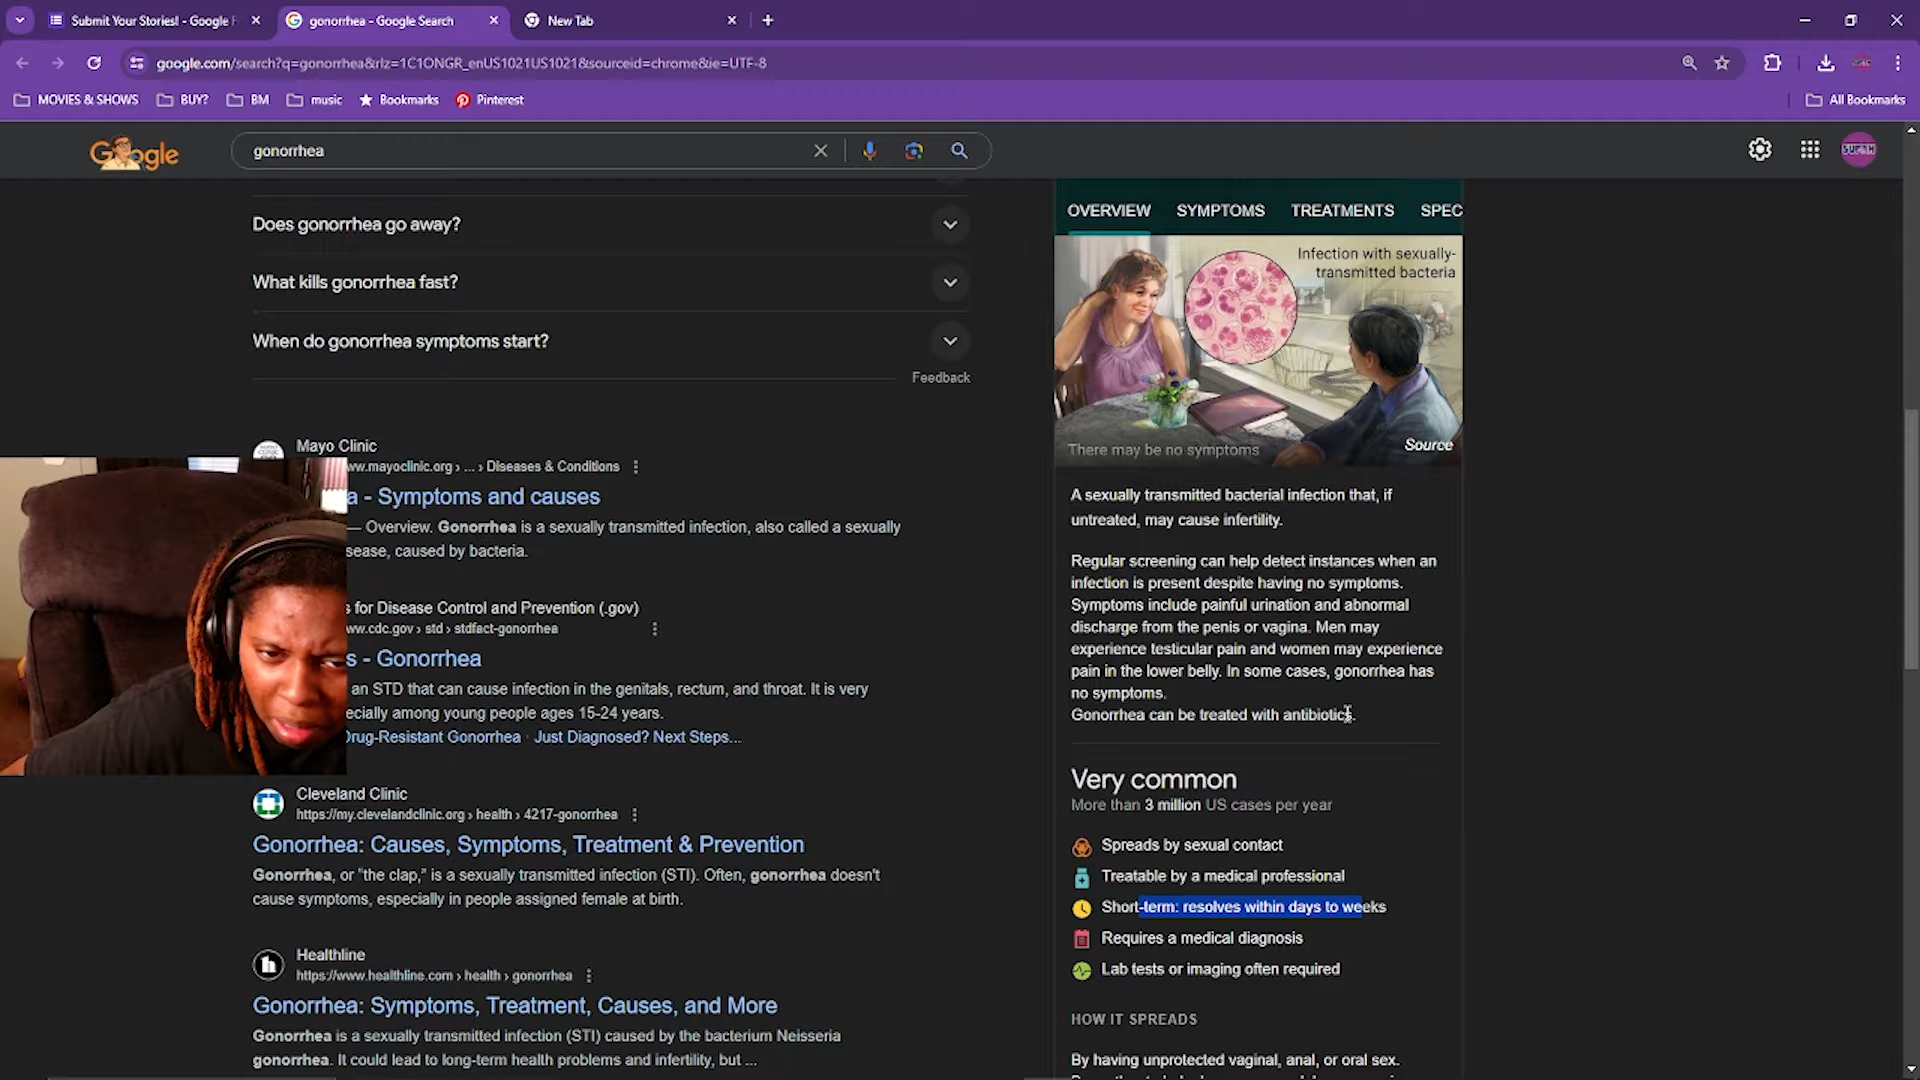 Submit Your Stories! - Google F
gonorrhea - Google Search
New Tab
google.com/search?q=gonorrhea&rlz=1C1ONGR_enUS1021US1021&sourceid=chrome&ie=UTF-8
MOVIES & SHOWS
BUY?
BM
music
Bookmarks
Pinterest
All Bookmarks
gonorrhea
Does gonorrhea go away?
What kills gonorrhea fast?
When do gonorrhea symptoms start?
Feedback
Mayo Clinic
ww.mayoclinic.org › ... › Diseases & Conditions
a - Symptoms and causes
— Overview. Gonorrhea is a sexually transmitted infection, also called a sexually
sease, caused by bacteria.
s for Disease Control and Prevention (.gov)
ww.cdc.gov › std › stdfact-gonorrhea
s - Gonorrhea
an STD that can cause infection in the genitals, rectum, and throat. It is very
ecially among young people ages 15-24 years.
Drug-Resistant Gonorrhea · Just Diagnosed? Next Steps...
Cleveland Clinic
https://my.clevelandclinic.org › health › 4217-gonorrhea
Gonorrhea: Causes, Symptoms, Treatment & Prevention
Gonorrhea, or "the clap," is a sexually transmitted infection (STI). Often, gonorrhea doesn't
cause symptoms, especially in people assigned female at birth.
Healthline
https://www.healthline.com › health › gonorrhea
Gonorrhea: Symptoms, Treatment, Causes, and More
Gonorrhea is a sexually transmitted infection (STI) caused by the bacterium Neisseria
gonorrhea. It could lead to long-term health problems and infertility, but ...
OVERVIEW
SYMPTOMS
TREATMENTS
SPEC
Infection with sexually-
transmitted bacteria
There may be no symptoms
Source
A sexually transmitted bacterial infection that, if
untreated, may cause infertility.
Regular screening can help detect instances when an
infection is present despite having no symptoms.
Symptoms include painful urination and abnormal
discharge from the penis or vagina. Men may
experience testicular pain and women may experience
pain in the lower belly. In some cases, gonorrhea has
no symptoms.
Gonorrhea can be treated with antibiotics.
Very common
More than 3 million US cases per year
Spreads by sexual contact
Treatable by a medical professional
Short-term: resolves within days to weeks
Requires a medical diagnosis
Lab tests or imaging often required
HOW IT SPREADS
By having unprotected vaginal, anal, or oral sex.